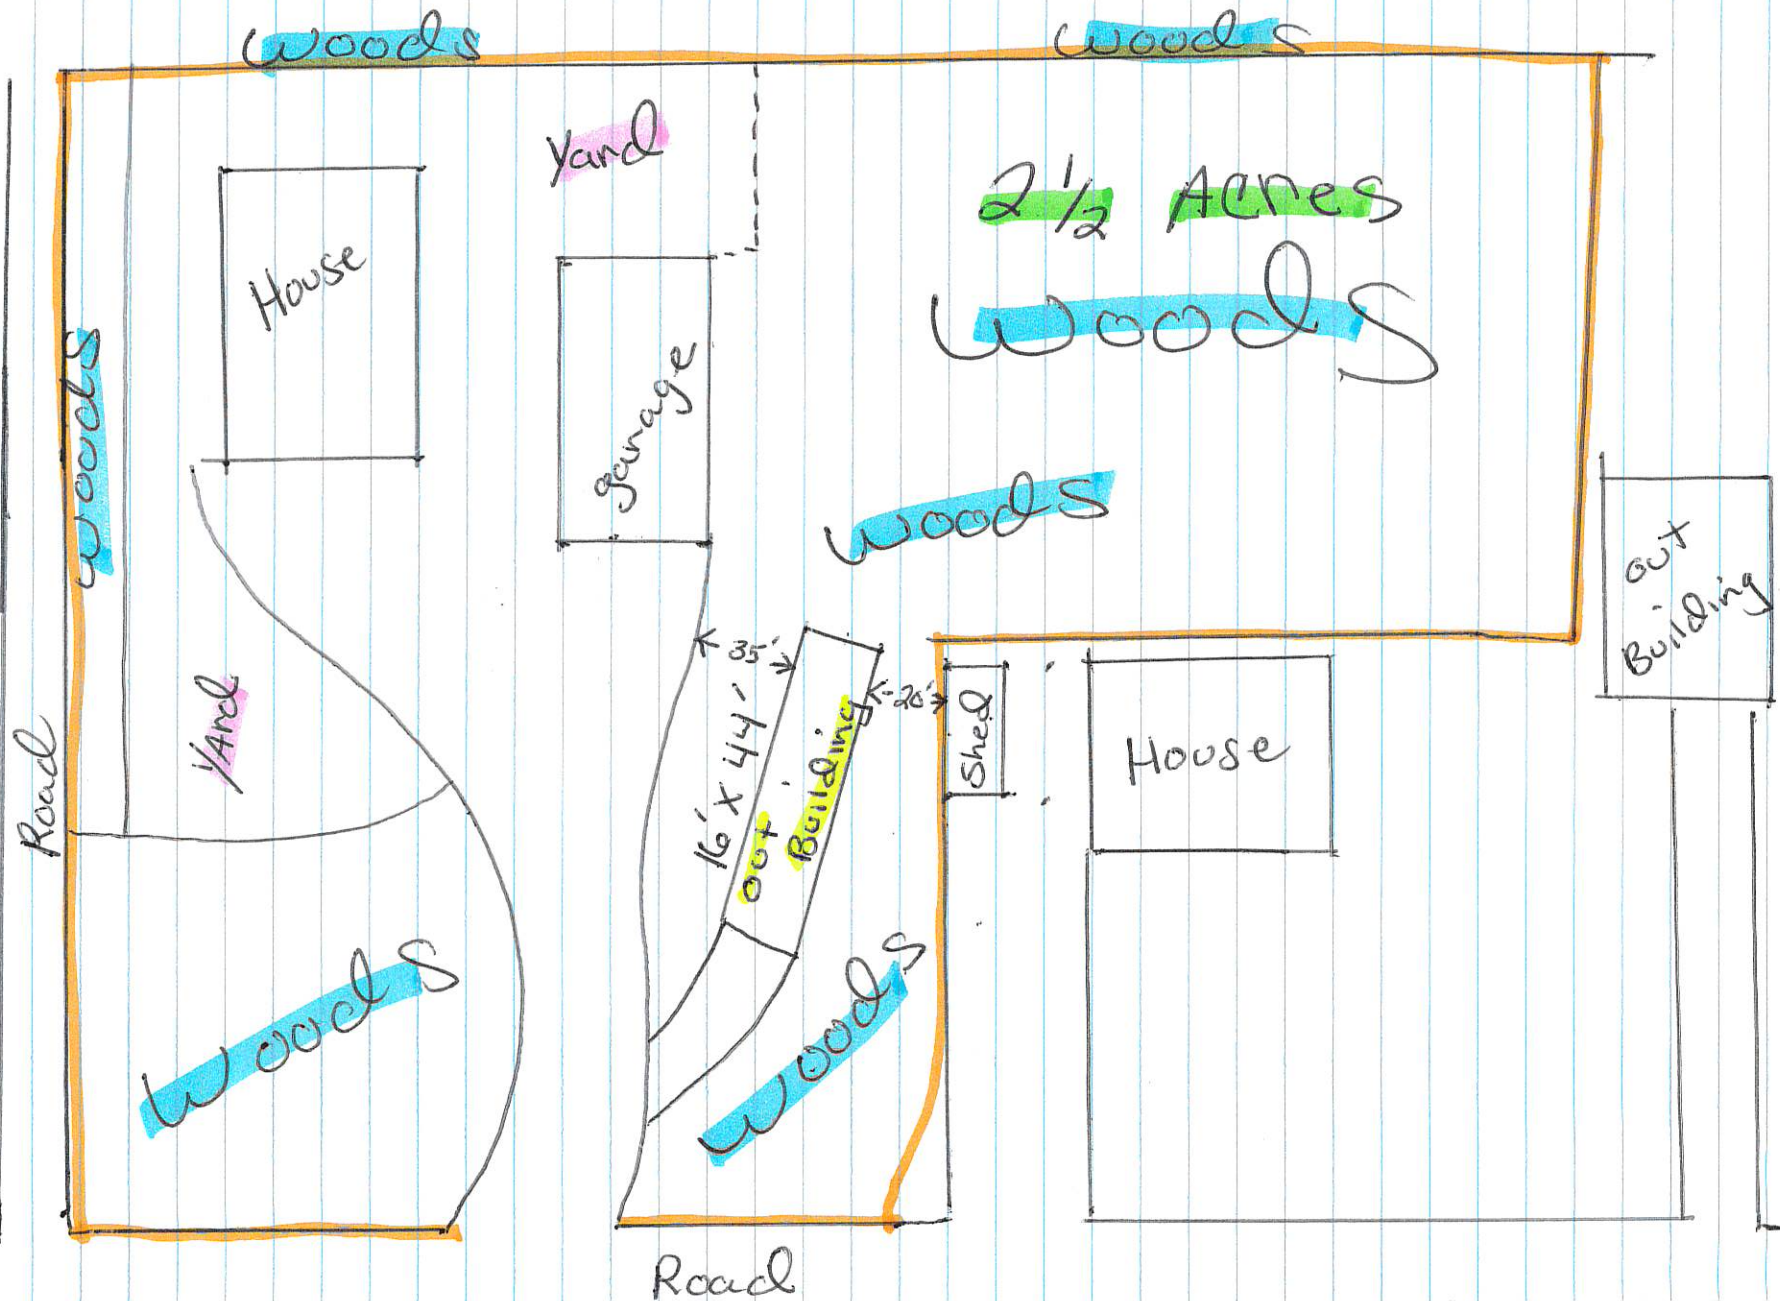 Woods
Woods
Yard
2 1/2 Acres
Woods
House
garage
Woods
Woods
out
Building
35'
20'
16' X 44'
out
Building
Shed
House
YArd
Road
Woods
Woods
Road